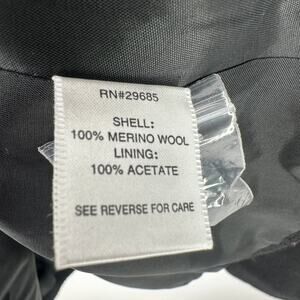 RN#29685
SHELL:
100% MERINO WOOL
LINING:
100% ACETATE
SEE REVERSE FOR CARE